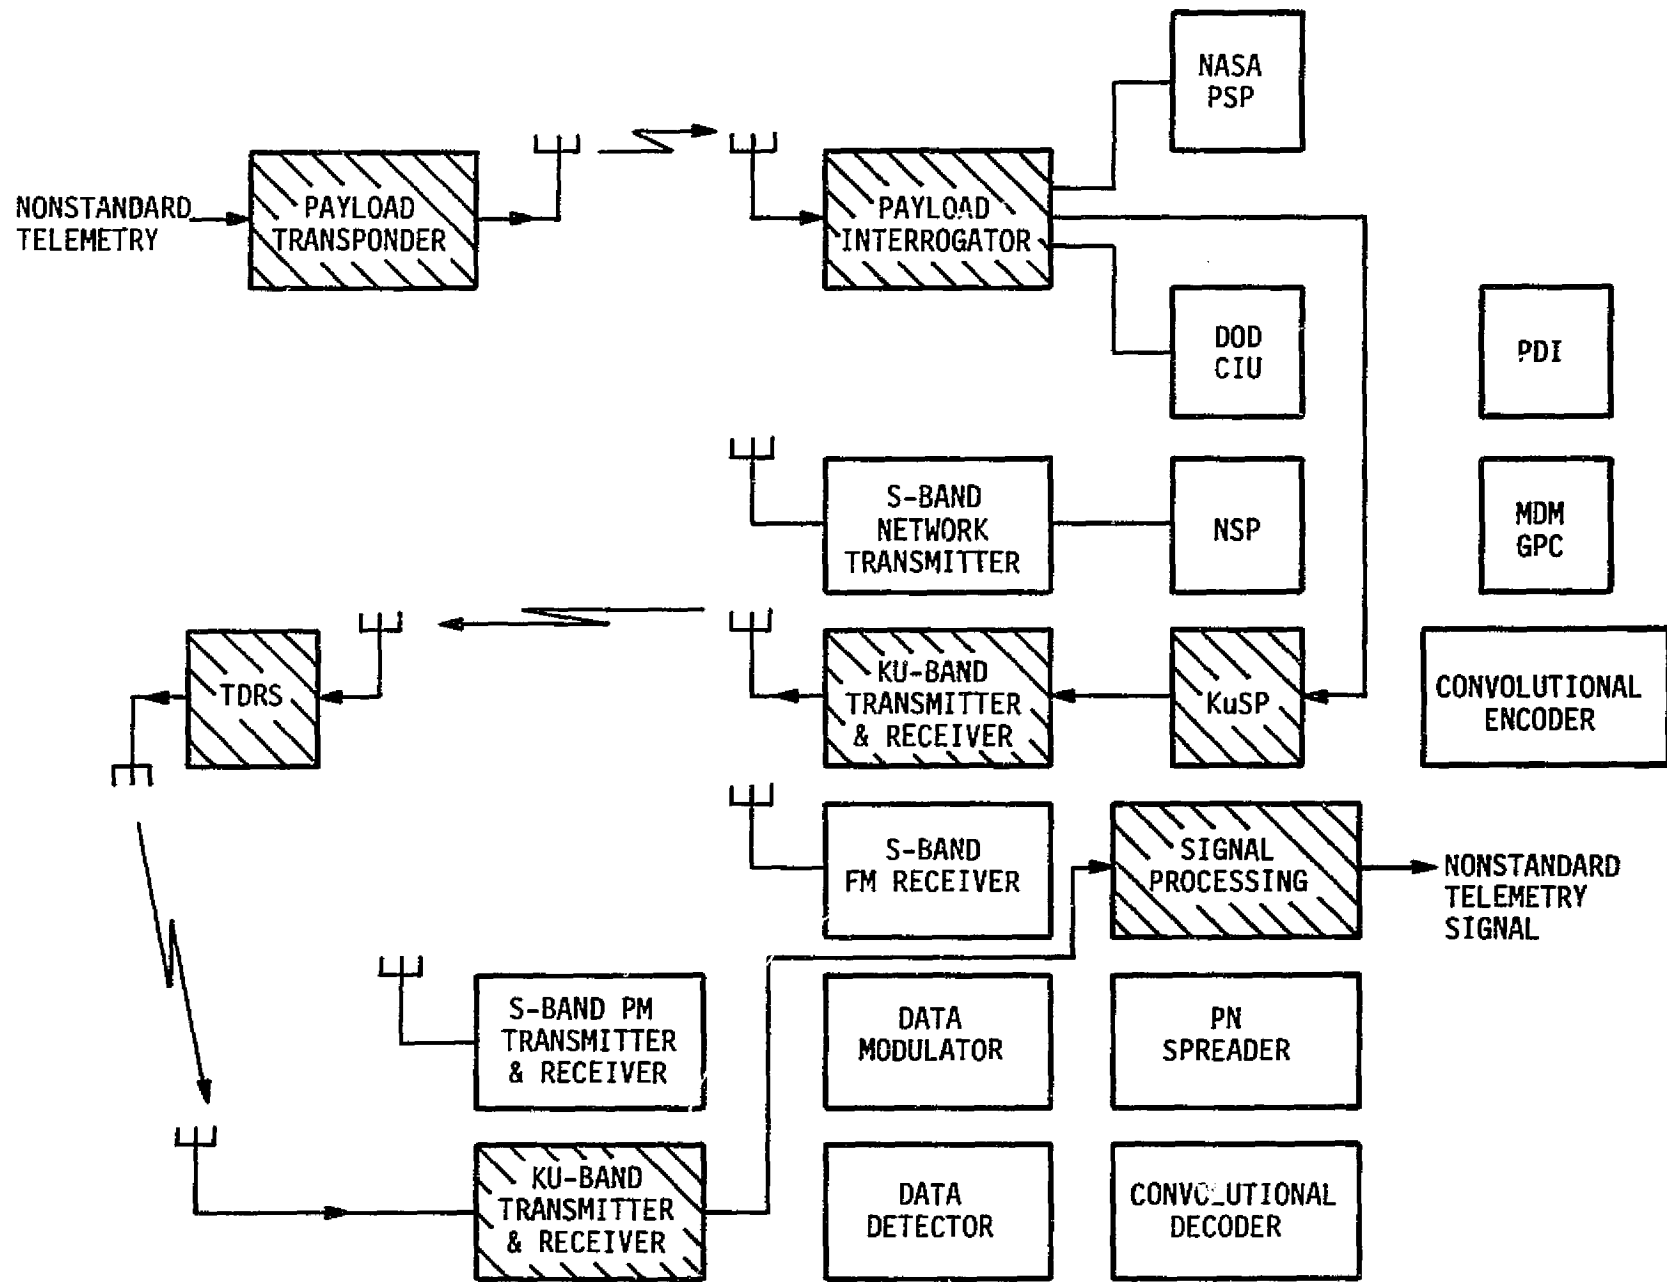 NASA
PSP
NONSTANDARD
TELEMETRY
PAYLOAD
TRANSPONDER
PAYLOAD
INTERROGATOR
DOD
CIU
PDI
S-BAND
NETWORK
TRANSMITTER
NSP
MDM
GPC
TDRS
KU-BAND
TRANSMITTER
& RECEIVER
KuSP
CONVOLUTIONAL
ENCODER
S-BAND
FM RECEIVER
SIGNAL
PROCESSING
NONSTANDARD
TELEMETRY
SIGNAL
S-BAND PM
TRANSMITTER
& RECEIVER
DATA
MODULATOR
PN
SPREADER
KU-BAND
TRANSMITTER
& RECEIVER
DATA
DETECTOR
CONVOLUTIONAL
DECODER